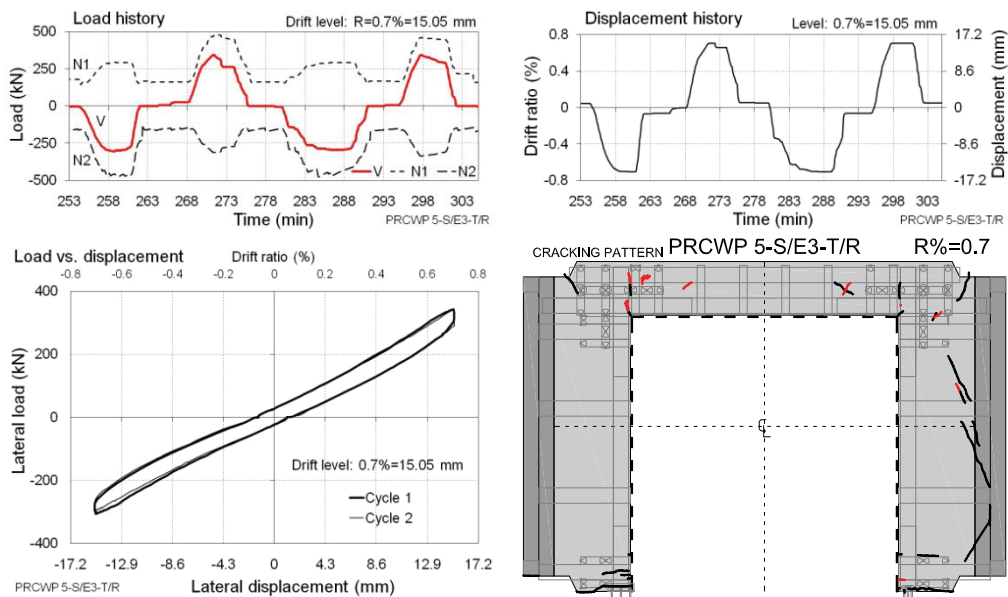 Load history
Drift level: R=0.7%=15.05 mm
Load (kN)
500
250
0
-250
-500
N1
V
N2
V N1 N2
253 258 263 268 273 278 283 288 293 298 303
Time (min)
PRCWP 5-S/E3-T/R
Displacement history
Level: 0.7%=15.05 mm
Drift ratio (%)
0.8
0.4
0
-0.4
-0.8
17.2
8.6
0
-8.6
-17.2
Displacement (mm)
253 258 263 268 273 278 283 288 293 298 303
Time (min)
PRCWP 5-S/E3-T/R
Load vs. displacement
Drift ratio (%)
-0.8 -0.6 -0.4 -0.2 0 0.2 0.4 0.6 0.8
Lateral load (kN)
400
200
0
-200
-400
Drift level: 0.7%=15.05 mm
Cycle 1
Cycle 2
-17.2 -12.9 -8.6 -4.3 0 4.3 8.6 12.9 17.2
PRCWP 5-S/E3-T/R
Lateral displacement (mm)
CRACKING PATTERN PRCWP 5-S/E3-T/R R%=0.7
℄